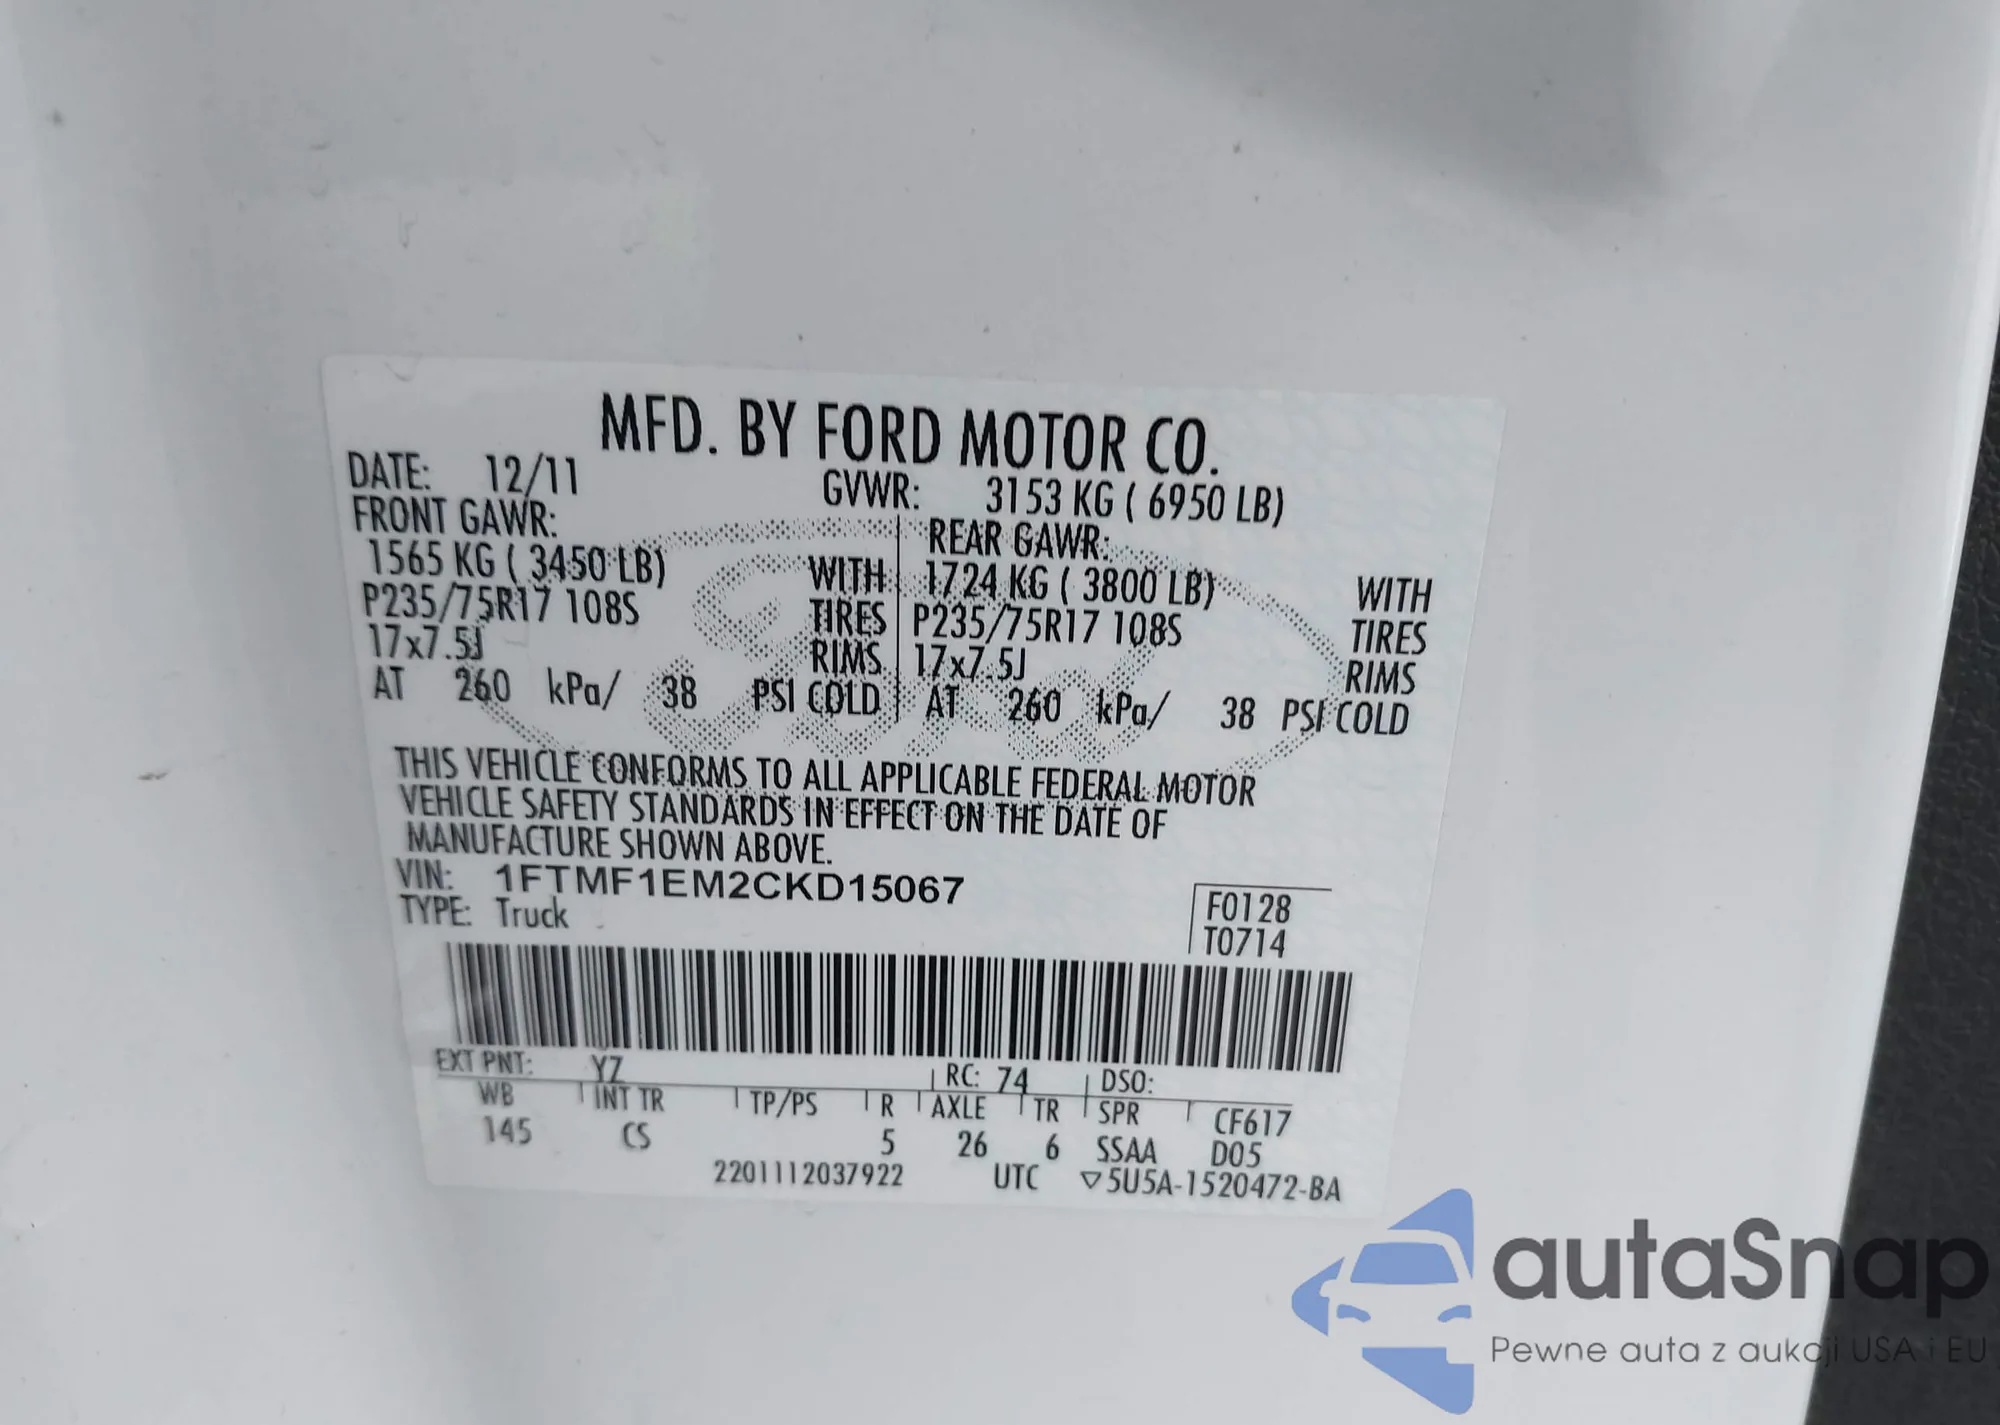 MFD. BY FORD MOTOR CO.
DATE: 12/11 GVWR: 3153 KG ( 6950 LB)
FRONT GAWR: REAR GAWR:
1565 KG ( 3450 LB) WITH 1724 KG ( 3800 LB) WITH
P235/75R17 108S TIRES P235/75R17 108S TIRES
17x7.5J RIMS 17x7.5J RIMS
AT 260 kPa/ 38 PSI COLD AT 260 kPa/ 38 PSI COLD
THIS VEHICLE CONFORMS TO ALL APPLICABLE FEDERAL MOTOR
VEHICLE SAFETY STANDARDS IN EFFECT ON THE DATE OF
MANUFACTURE SHOWN ABOVE.
VIN: 1FTMF1EM2CKD15067
TYPE: Truck
F0128
T0714
EXT PNT: YZ RC: 74 DSO:
WB INT TR TP/PS R AXLE TR SPR CF617
145 CS 5 26 6 SSAA D05
2201112037922 UTC ▽5U5A-1520472-BA
Ford
autaSnap
Pewne auta z aukcji USA i EU